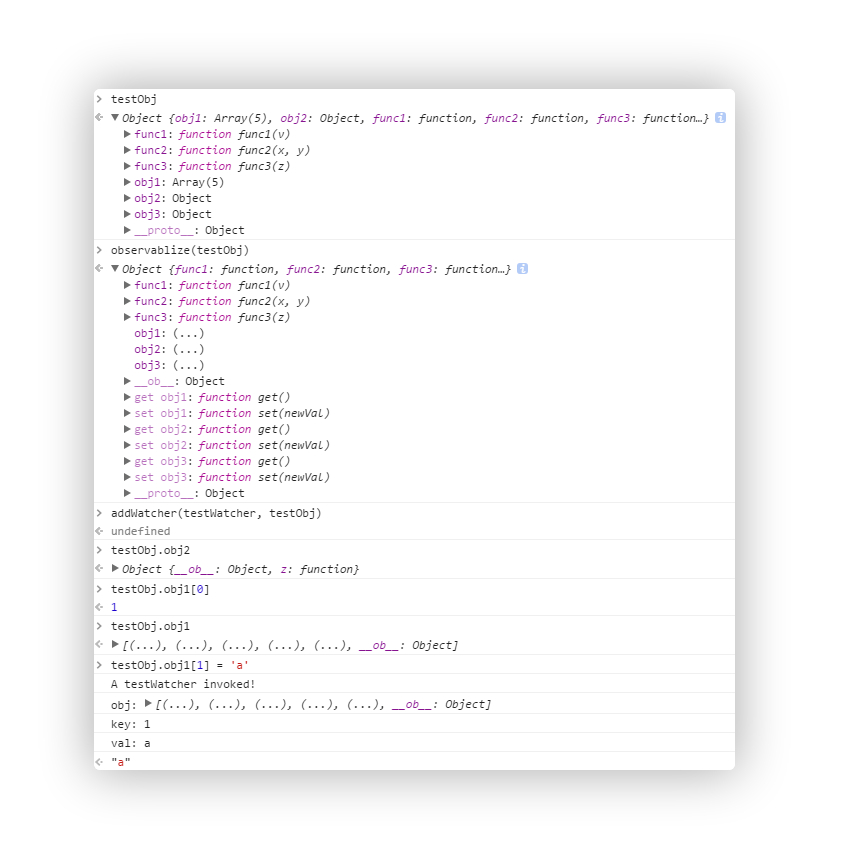 testObj
Object {obj1: Array(5), obj2: Object, func1: function, func2: function, func3: function…}
func1: function func1(v)
func2: function func2(x, y)
func3: function func3(z)
obj1: Array(5)
obj2: Object
obj3: Object
__proto__: Object
observablize(testObj)
Object {func1: function, func2: function, func3: function…}
func1: function func1(v)
func2: function func2(x, y)
func3: function func3(z)
obj1: (...)
obj2: (...)
obj3: (...)
__ob__: Object
get obj1: function get()
set obj1: function set(newVal)
get obj2: function get()
set obj2: function set(newVal)
get obj3: function get()
set obj3: function set(newVal)
__proto__: Object
addWatcher(testWatcher, testObj)
undefined
testObj.obj2
Object {__ob__: Object, z: function}
testObj.obj1[0]
1
testObj.obj1
[(...), (...), (...), (...), (...), __ob__: Object]
testObj.obj1[1] = 'a'
A testWatcher invoked!
obj: [(...), (...), (...), (...), (...), __ob__: Object]
key: 1
val: a
"a"